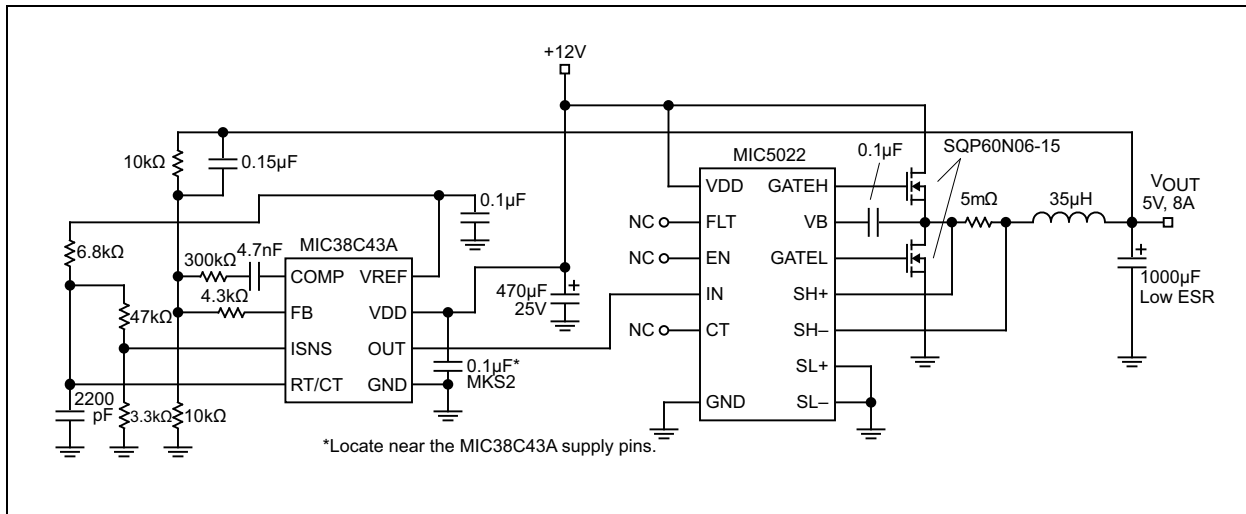 +12V
10kΩ
0.15µF
MIC5022
0.1µF
SQP60N06-15
0.1µF
VDD
GATEH
5mΩ
35µH
VOUT
5V, 8A
NC
FLT
VB
6.8kΩ
4.7nF
MIC38C43A
300kΩ
COMP
VREF
NC
EN
GATEL
1000µF
Low ESR
+
4.3kΩ
47kΩ
FB
VDD
470µF
25V
+
IN
SH+
ISNS
OUT
NC
CT
SH–
RT/CT
GND
0.1µF*
MKS2
SL+
2200
pF
3.3kΩ
10kΩ
GND
SL–
*Locate near the MIC38C43A supply pins.